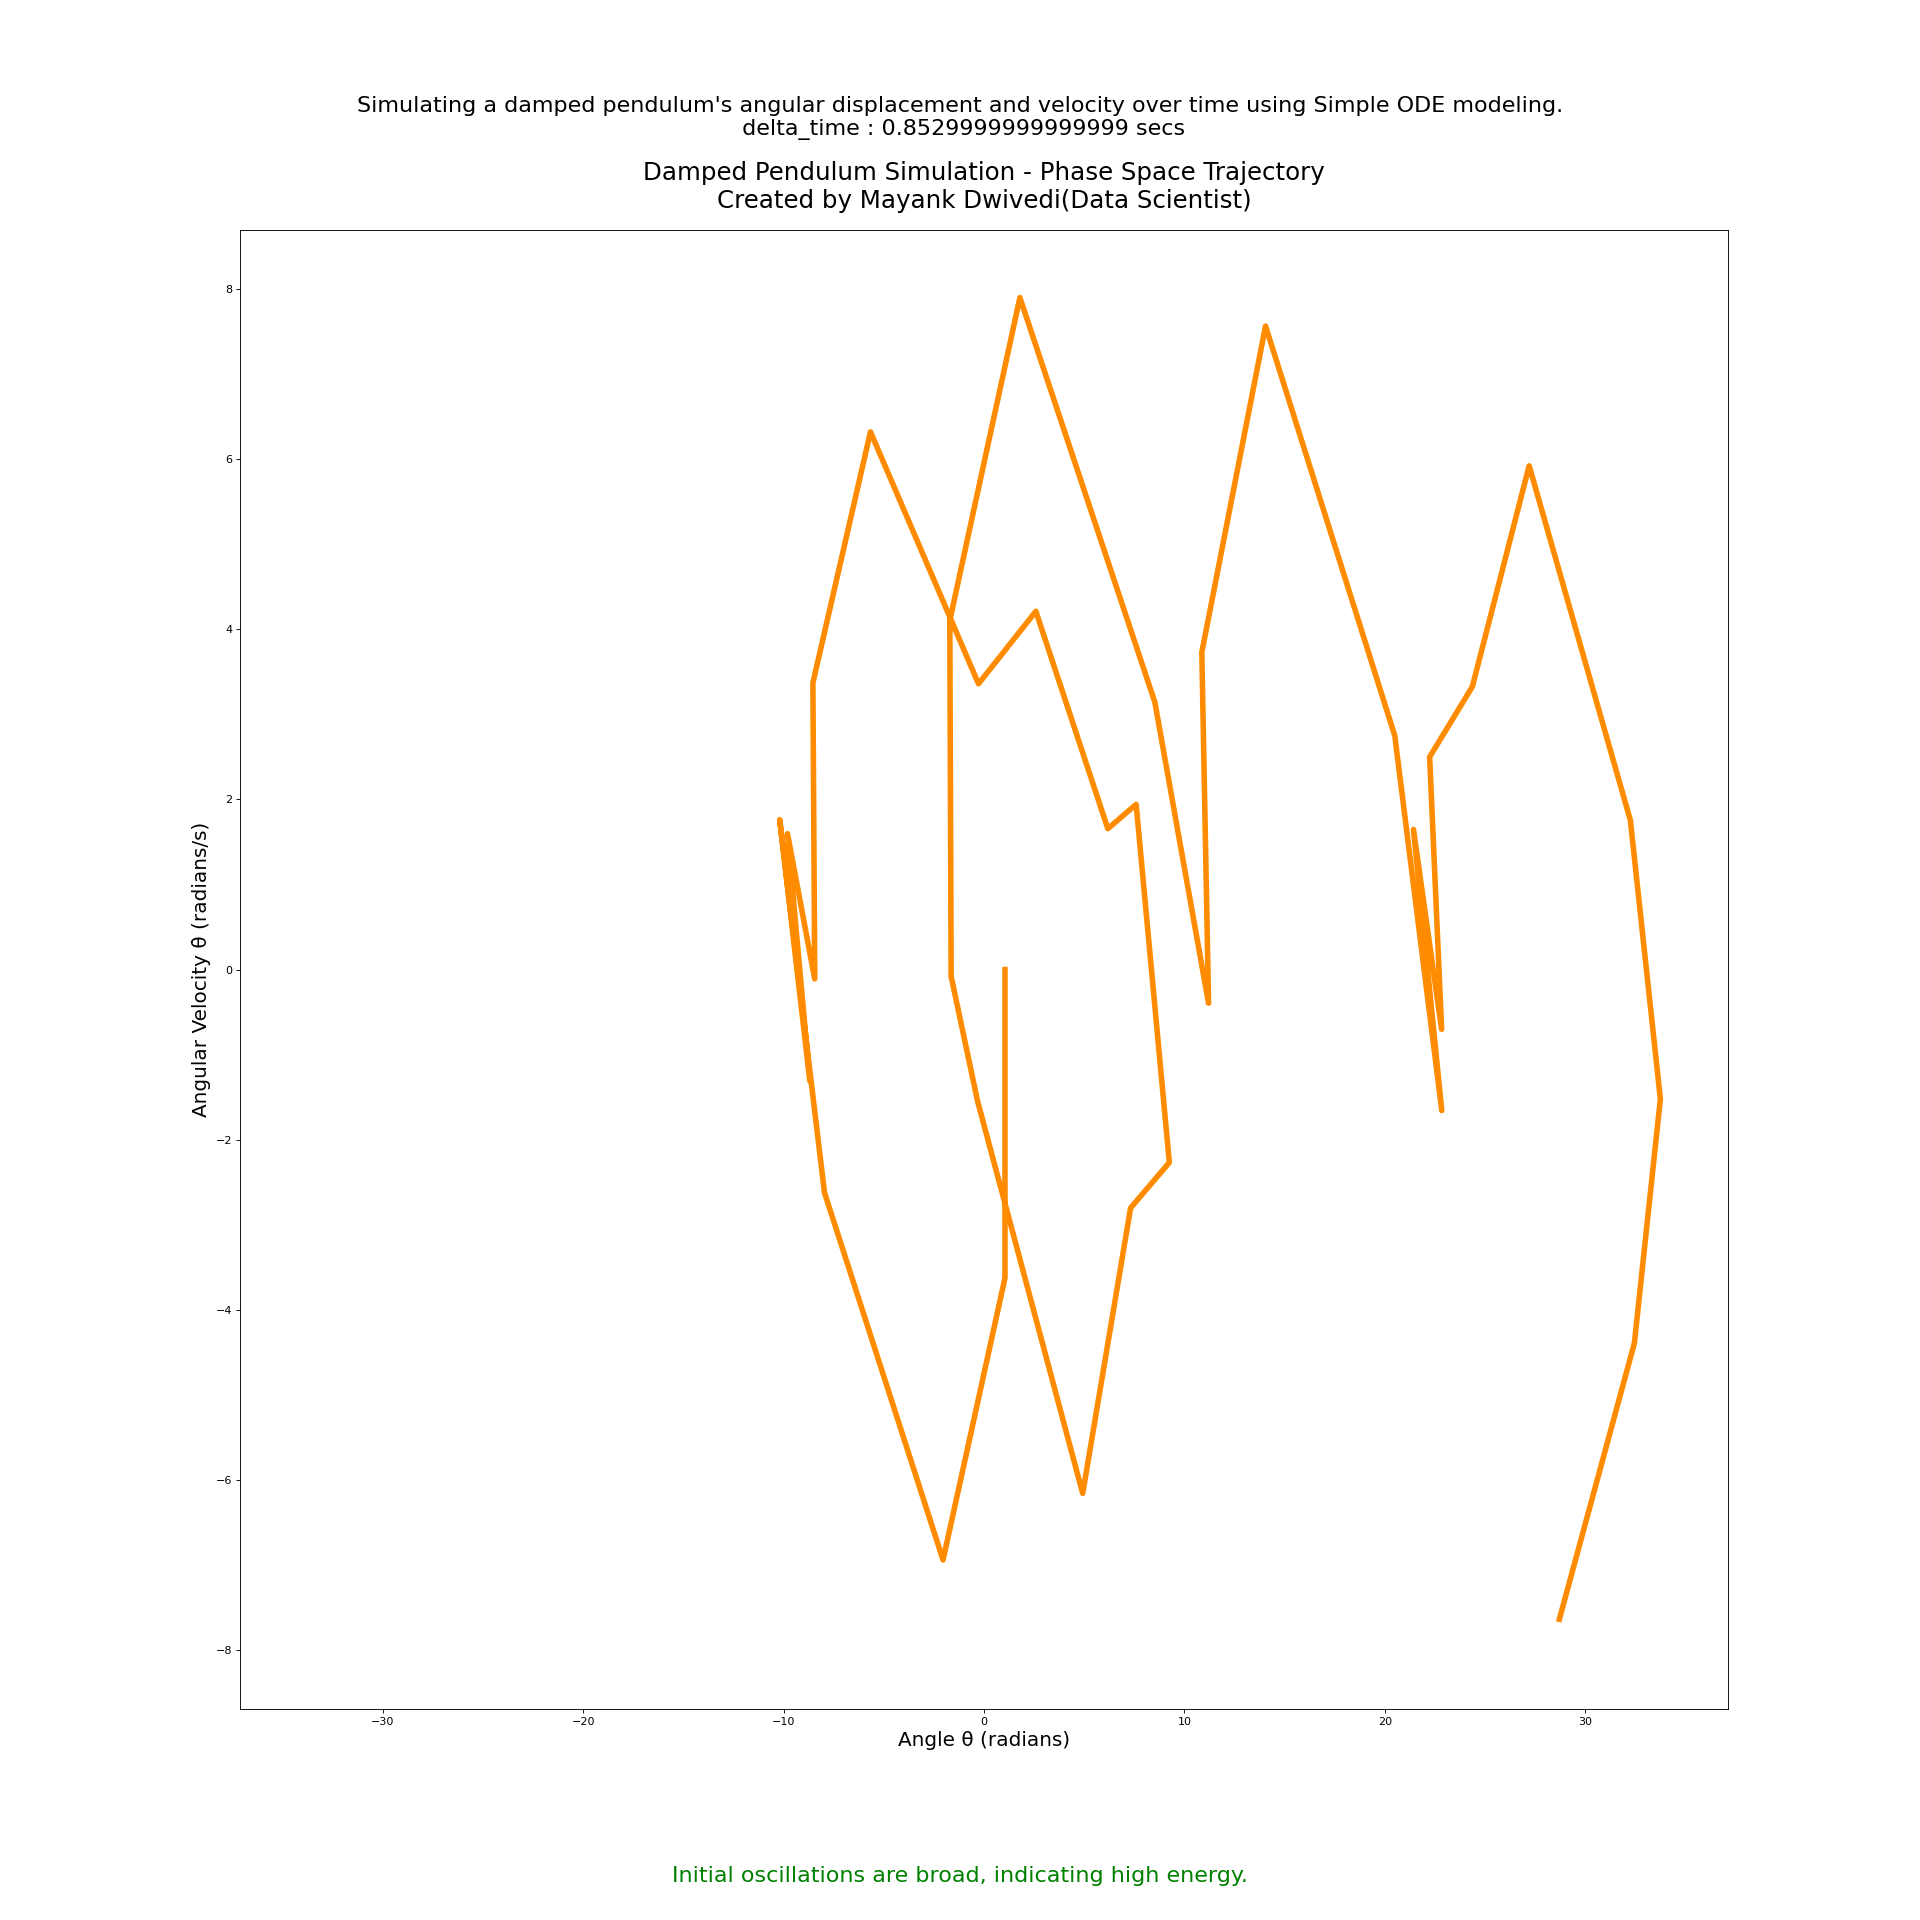 Simulating a damped pendulum's angular displacement and velocity over time using Simple ODE modeling.
delta_time : 0.8529999999999999 secs
Damped Pendulum Simulation - Phase Space Trajectory
Created by Mayank Dwivedi(Data Scientist)
8
6
4
2
0
−2
−4
−6
−8
Angular Velocity θ (radians/s)
−30
−20
−10
0
10
20
30
Angle θ (radians)
Initial oscillations are broad, indicating high energy.